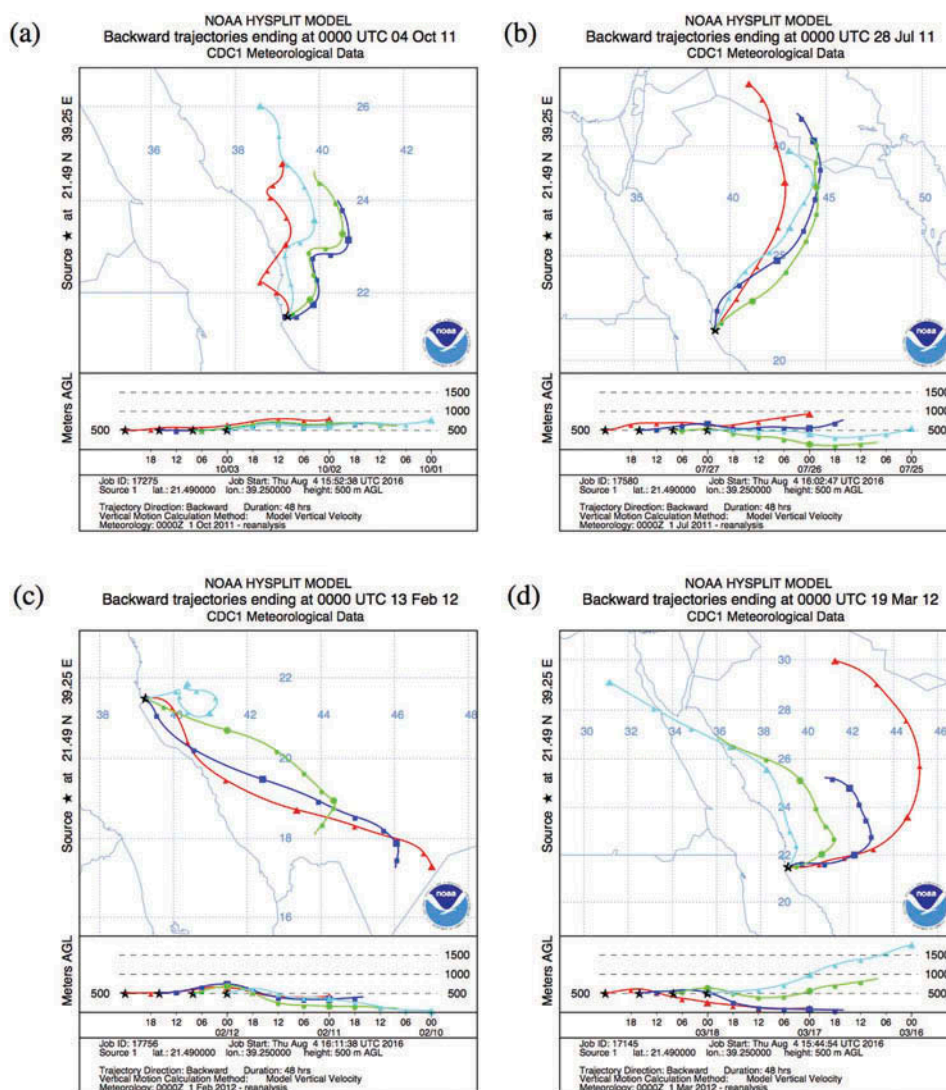 (a)
NOAA HYSPLIT MODEL
Backward trajectories ending at 0000 UTC 04 Oct 11
CDC1 Meteorological Data
Source ★ at 21.49 N 39.25 E
26
36
38
40
42
24
22
noaa
Meters AGL
1500
1000
500
500
18 12 06 00 18 12 06 00 18 12 06 00
10/03 10/02 10/01
Job ID: 17275 Job Start: Thu Aug 4 15:52:38 UTC 2016
Source 1 lat.: 21.490000 lon.: 39.250000 height: 500 m AGL
Trajectory Direction: Backward Duration: 48 hrs
Vertical Motion Calculation Method: Model Vertical Velocity
Meteorology: 0000Z 1 Oct 2011 - reanalysis
(b)
NOAA HYSPLIT MODEL
Backward trajectories ending at 0000 UTC 28 Jul 11
CDC1 Meteorological Data
Source ★ at 21.49 N 39.25 E
30
35
40
45
50
25
20
noaa
Meters AGL
1500
1000
500
500
18 12 06 00 18 12 06 00 18 12 06 00
07/27 07/26 07/25
Job ID: 17580 Job Start: Thu Aug 4 16:02:47 UTC 2016
Source 1 lat.: 21.490000 lon.: 39.250000 height: 500 m AGL
Trajectory Direction: Backward Duration: 48 hrs
Vertical Motion Calculation Method: Model Vertical Velocity
Meteorology: 0000Z 1 Jul 2011 - reanalysis
(c)
NOAA HYSPLIT MODEL
Backward trajectories ending at 0000 UTC 13 Feb 12
CDC1 Meteorological Data
Source ★ at 21.49 N 39.25 E
22
38 40 42 44 46 48
20
18
16
noaa
Meters AGL
1500
1000
500
500
18 12 06 00 18 12 06 00 18 12 06 00
02/12 02/11 02/10
Job ID: 17756 Job Start: Thu Aug 4 16:11:38 UTC 2016
Source 1 lat.: 21.490000 lon.: 39.250000 height: 500 m AGL
Trajectory Direction: Backward Duration: 48 hrs
Vertical Motion Calculation Method: Model Vertical Velocity
Meteorology: 0000Z 1 Feb 2012 - reanalysis
(d)
NOAA HYSPLIT MODEL
Backward trajectories ending at 0000 UTC 19 Mar 12
CDC1 Meteorological Data
Source ★ at 21.49 N 39.25 E
30
28
30 32 34 36 38 40 42 44 46
26
24
22
20
noaa
Meters AGL
1500
1000
500
500
18 12 06 00 18 12 06 00 18 12 06 00
03/18 03/17 03/16
Job ID: 17145 Job Start: Thu Aug 4 15:44:54 UTC 2016
Source 1 lat.: 21.490000 lon.: 39.250000 height: 500 m AGL
Trajectory Direction: Backward Duration: 48 hrs
Vertical Motion Calculation Method: Model Vertical Velocity
Meteorology: 0000Z 1 Mar 2012 - reanalysis